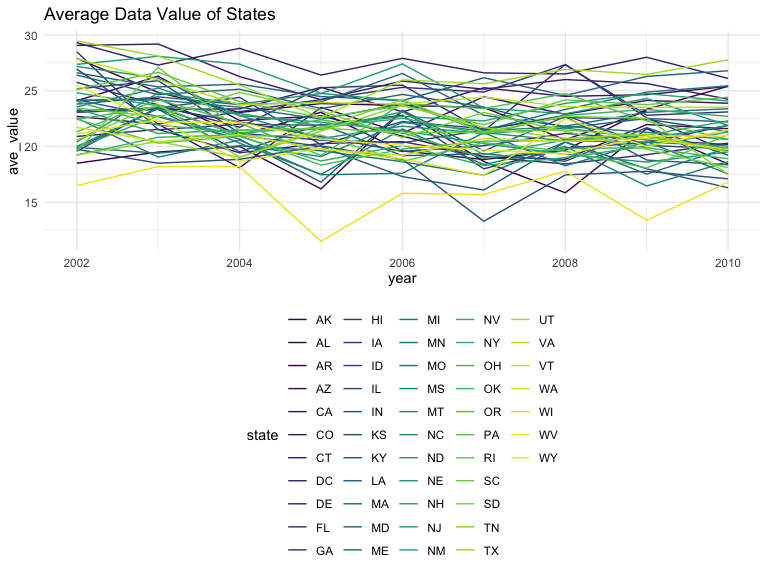 Average Data Value of States
30
25
120
15
ave_value
2002 2004 2006 2008 2010
year
state
AK HI MI NV UT
AL IA MN NY VA
AR ID MO OH VT
AZ IL MS OK WA
CA IN MT OR WI
CO KS NC PA WV
CT KY ND RI WY
DC LA NE SC
DE MA NH SD
FL MD NJ TN
GA ME NM TX